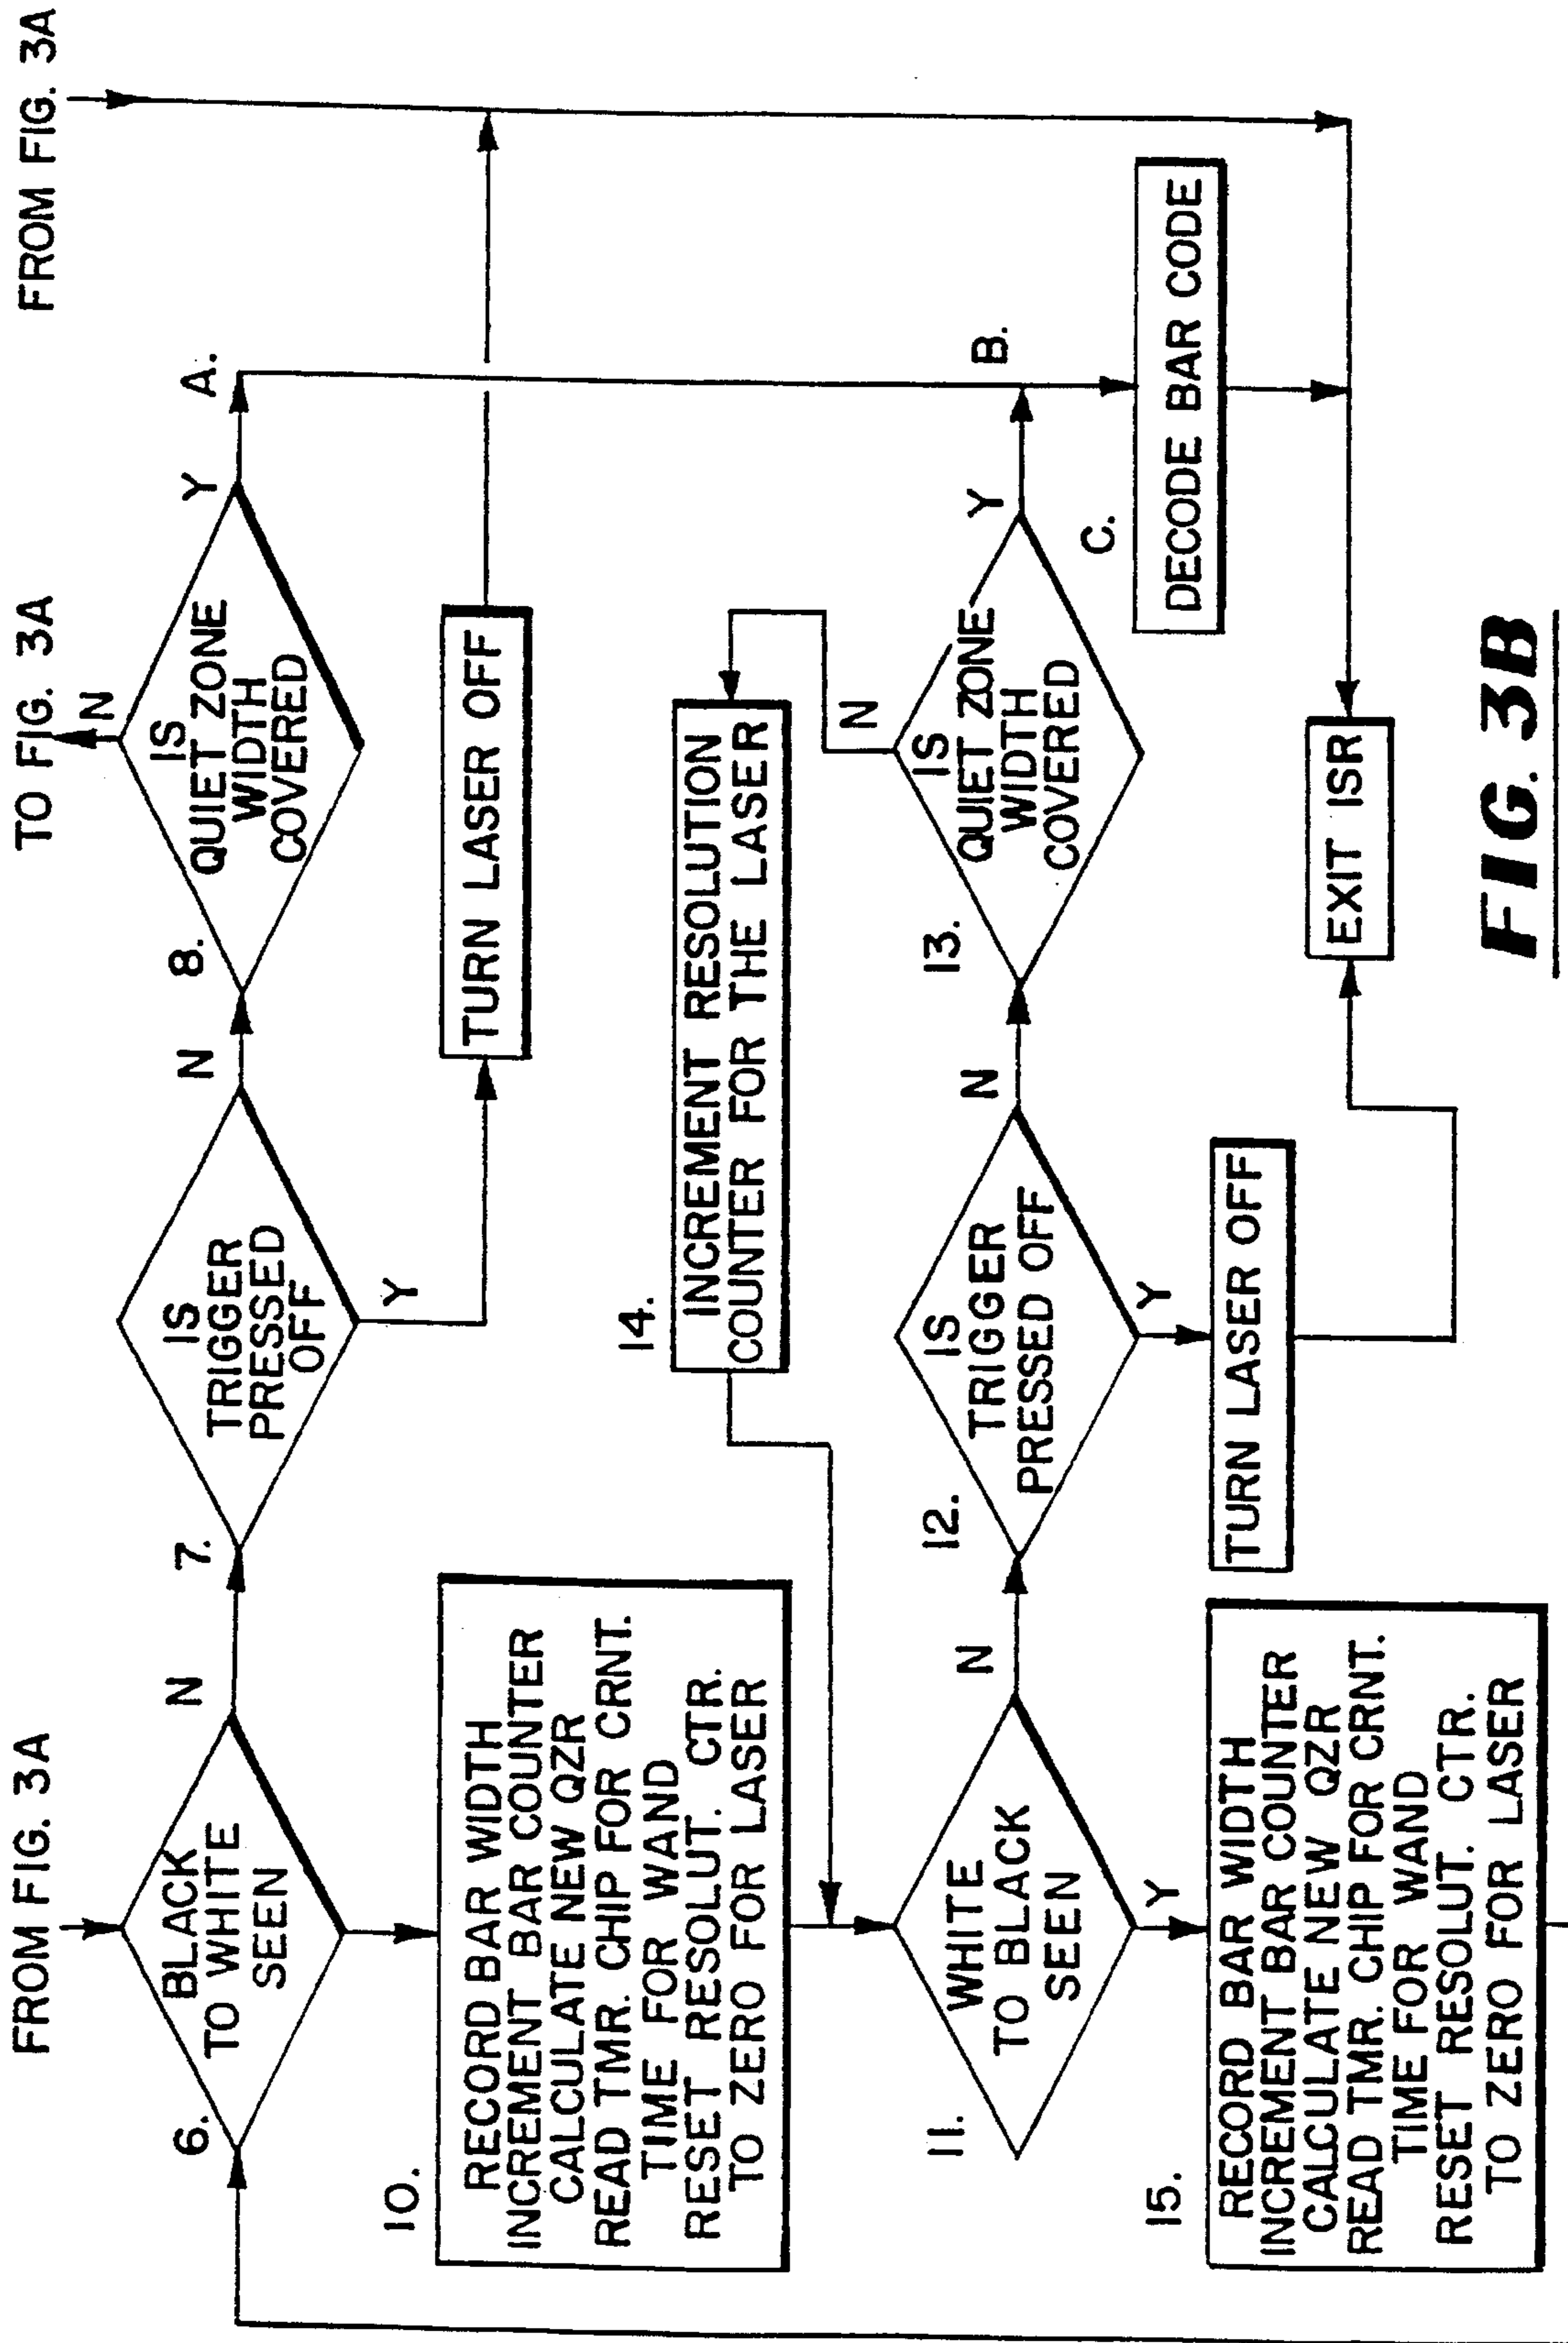 FROM FIG. 3A
TO FIG. 3A
FROM FIG. 3A
6.
BLACK
TO WHITE
SEEN
N
7.
IS
TRIGGER
PRESSED
OFF
N
Y
8.
IS
QUIET ZONE
WIDTH
COVERED
N
Y
A.
10.
RECORD BAR WIDTH
INCREMENT BAR COUNTER
CALCULATE NEW QZR
READ TMR. CHIP FOR CRNT.
TIME FOR WAND
RESET RESOLUT. CTR.
TO ZERO FOR LASER
TURN LASER OFF
14.
INCREMENT RESOLUTION
COUNTER FOR THE LASER
11.
WHITE
TO BLACK
SEEN
N
Y
12.
IS
TRIGGER
PRESSED OFF
N
Y
13.
IS
QUIET ZONE
WIDTH
COVERED
N
Y
B.
C.
DECODE BAR CODE
15.
RECORD BAR WIDTH
INCREMENT BAR COUNTER
CALCULATE NEW QZR
READ TMR. CHIP FOR CRNT.
TIME FOR WAND
RESET RESOLUT. CTR.
TO ZERO FOR LASER
TURN LASER OFF
EXIT ISR
FIG. 3B